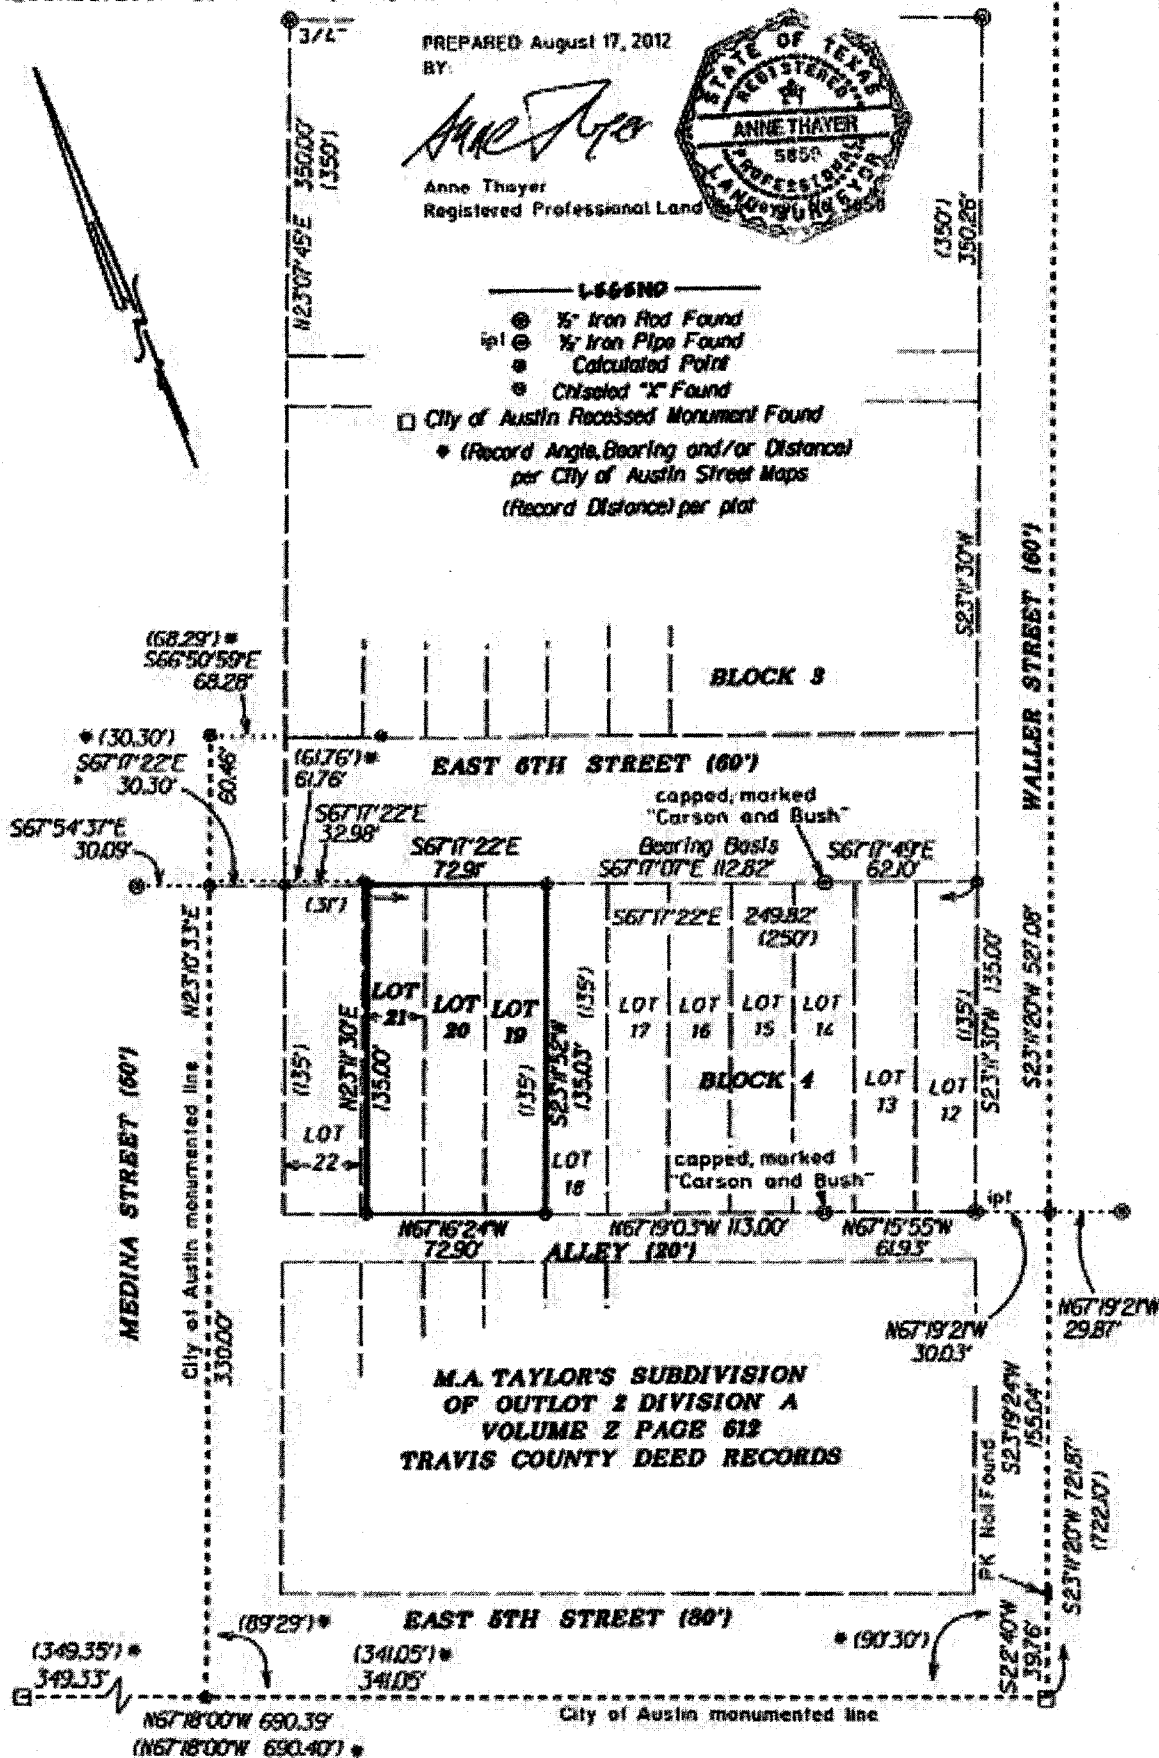 3/4"
PREPARED August 17, 2012
BY:
Anne Thayer
Registered Professional Land
STATE OF TEXAS
REGISTERED
ANNE THAYER
5850
PROFESSIONAL
LAND SURVEYOR
N23°07'45"E 350.00'
(350')
(350')
350.26'
LEGEND
½" Iron Rod Found
ipf ½" Iron Pipe Found
Calculated Point
Chiseled "X" Found
City of Austin Recessed Monument Found
* (Record Angle, Bearing and/or Distance)
per City of Austin Street Maps
(Record Distance) per plat
S23°11'30"W
WALLER STREET (60')
(68.29') *
S66°50'59"E
68.28'
BLOCK 3
* (30.30')
S67°17'22"E
30.30'
60.46'
(61.76') *
61.76'
EAST 6TH STREET (60')
S67°17'22"E
32.98'
capped, marked
"Carson and Bush"
S67°54'37"E
30.09'
S67°17'22"E
72.91'
Bearing Basis
S67°17'07"E 112.82'
S67°17'49"E
62.10'
(31')
S67°17'22"E 249.82'
(250')
N23°10'33"E
City of Austin monumented line
330.00'
MEDINA STREET (60')
(135')
LOT
22
N23°11'30"E
135.00'
LOT
21
LOT
20
LOT
19
(135')
S23°11'52"W
135.03'
(135')
LOT
18
LOT
17
LOT
16
LOT
15
LOT
14
BLOCK 4
LOT
13
LOT
12
(135')
S23°11'30"W 135.00'
S23°11'20"W 527.08'
capped, marked
"Carson and Bush"
ipf
N67°16'24"W
72.90'
N67°19'03"W 113.00'
N67°15'55"W
61.93'
ALLEY (20')
N67°19'21"W
30.03'
N67°19'21"W
29.87'
M.A. TAYLOR'S SUBDIVISION
OF OUTLOT 2 DIVISION A
VOLUME Z PAGE 612
TRAVIS COUNTY DEED RECORDS
PK Nail Found
S23°19'24"W
155.04'
S23°11'20"W 721.87'
(722.10')
S22°40'W
39.76'
(89°29') *
EAST 5TH STREET (80')
* (90°30')
(349.35') *
349.33'
(341.05') *
341.05'
N67°18'00"W 690.39'
(N67°18'00"W 690.40') *
City of Austin monumented line